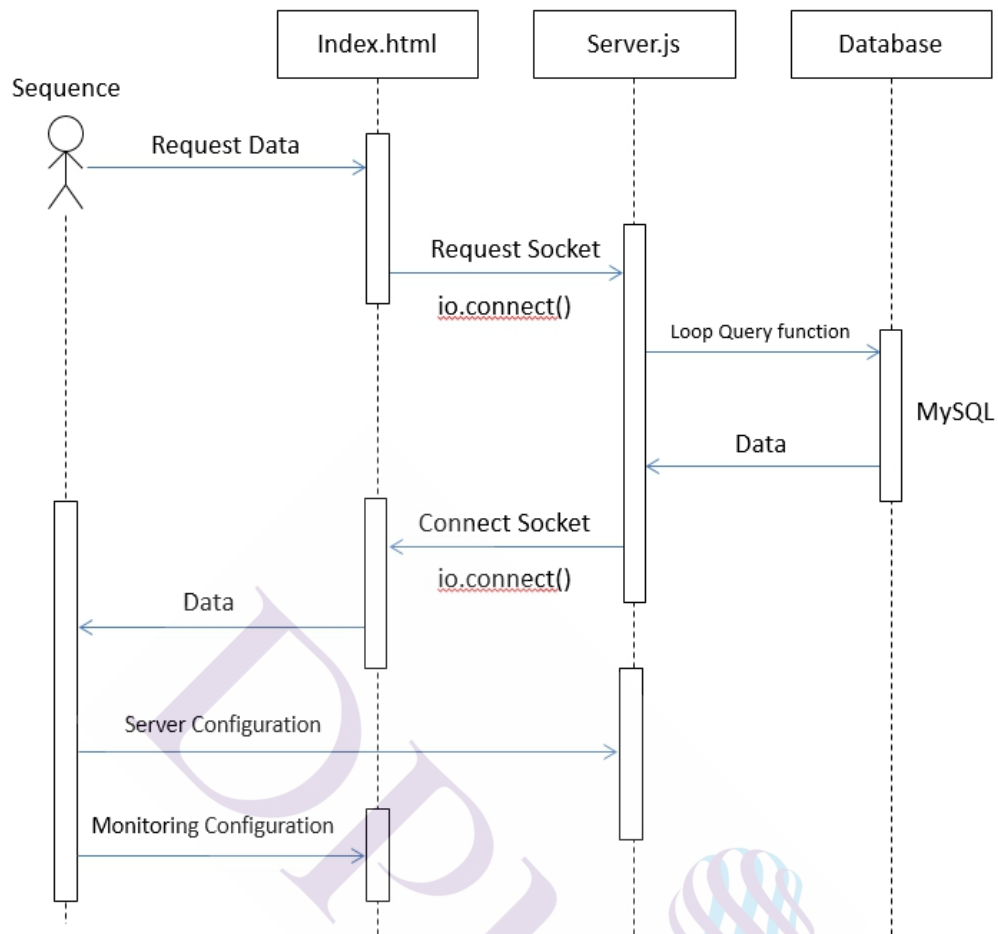 Index.html
Server.js
Database
Sequence
Request Data
Request Socket
io.connect()
Loop Query function
MySQL
Data
Connect Socket
io.connect()
Data
Server Configuration
Monitoring Configuration